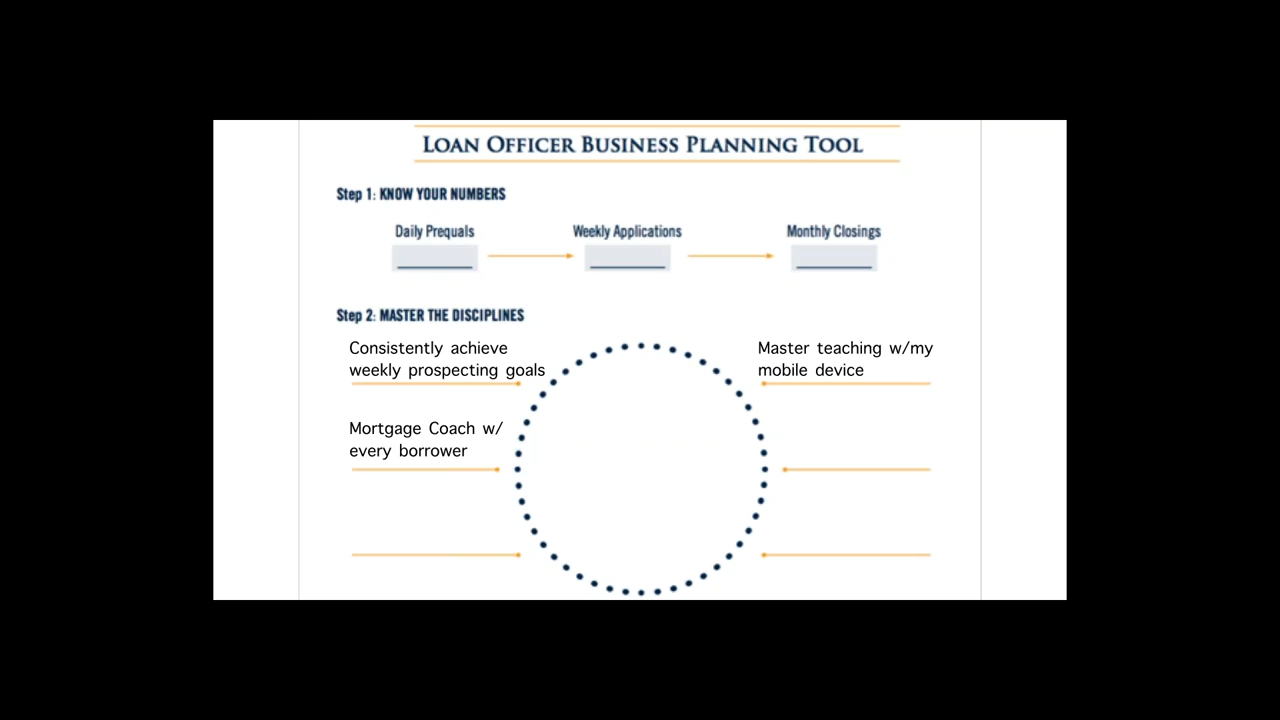 LOAN OFFICER BUSINESS PLANNING TOOL
Step 1: KNOW YOUR NUMBERS
Daily Prequals
Weekly Applications
Monthly Closings
Step 2: MASTER THE DISCIPLINES
Consistently achieve
weekly prospecting goals
Master teaching w/my
mobile device
Mortgage Coach w/
every borrower